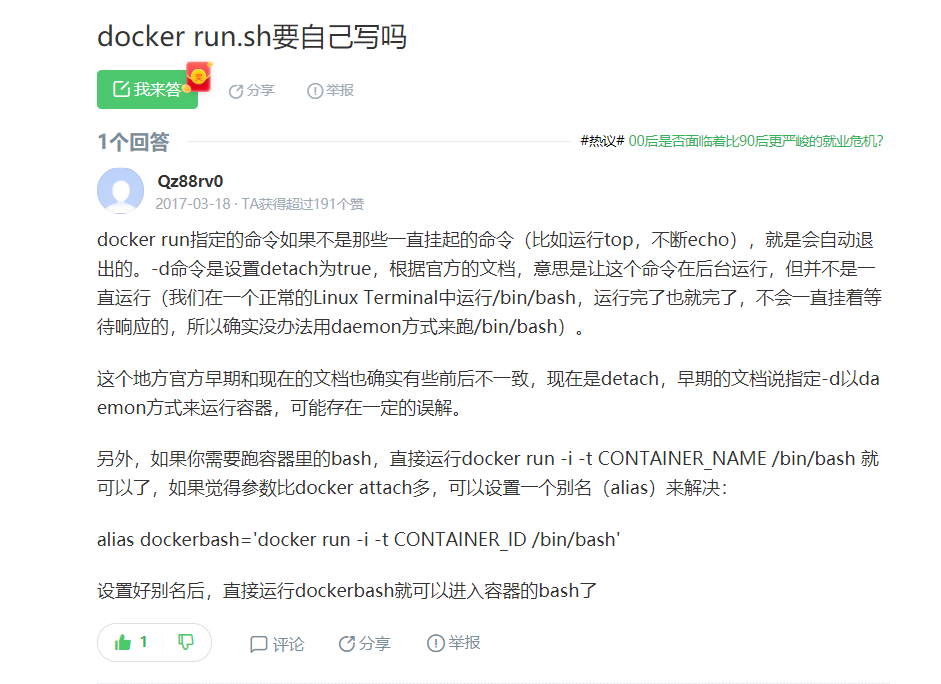 docker run.sh要自己写吗
我来答
奖
分享
举报
1个回答
#热议# 00后是否面临着比90后更严峻的就业危机?
Qz88rv0
2017-03-18 · TA获得超过191个赞
docker run指定的命令如果不是那些一直挂起的命令（比如运行top，不断echo），就是会自动退
出的。-d命令是设置detach为true，根据官方的文档，意思是让这个命令在后台运行，但并不是一
直运行（我们在一个正常的Linux Terminal中运行/bin/bash，运行完了也就完了，不会一直挂着等
待响应的，所以确实没办法用daemon方式来跑/bin/bash）。
这个地方官方早期和现在的文档也确实有些前后不一致，现在是detach，早期的文档说指定-d以da
emon方式来运行容器，可能存在一定的误解。
另外，如果你需要跑容器里的bash，直接运行docker run -i -t CONTAINER_NAME /bin/bash 就
可以了，如果觉得参数比docker attach多，可以设置一个别名（alias）来解决：
alias dockerbash='docker run -i -t CONTAINER_ID /bin/bash'
设置好别名后，直接运行dockerbash就可以进入容器的bash了
1
评论
分享
举报